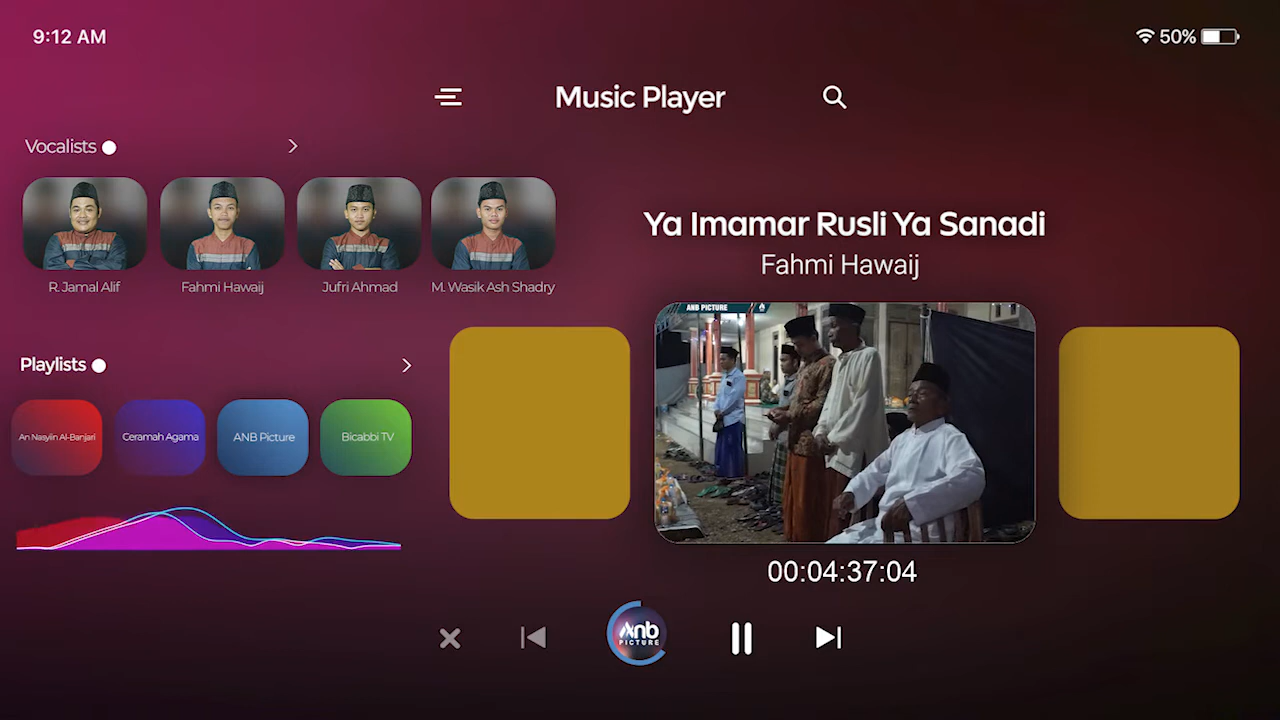 9:12 AM
50%
Music Player
Vocalists
R. Jamal Alif
Fahmi Hawaij
Jufri Ahmad
M. Wasik Ash Shadry
Ya Imamar Rusli Ya Sanadi
Fahmi Hawaij
ANB PICTURE
Playlists
An Nasyiin Al-Banjari
Ceramah Agama
ANB Picture
Bicabbi TV
00:04:37:04
Anb
PICTURE